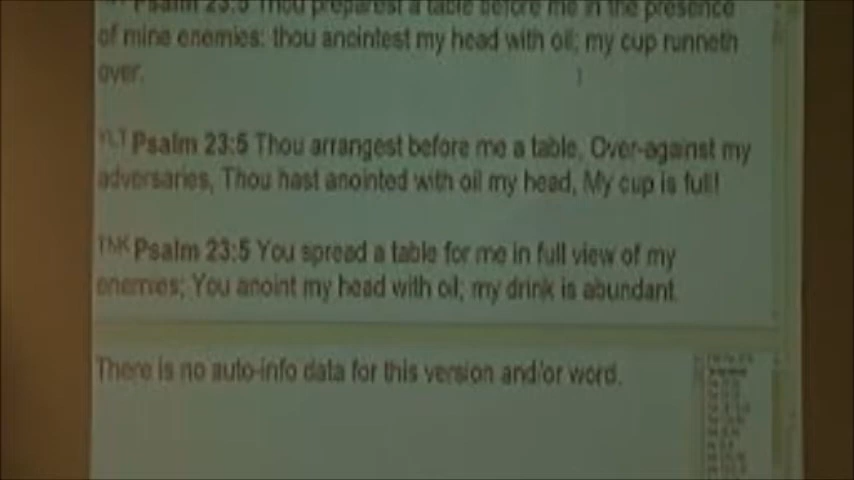 Psalm 23:5 Thou preparest a table before me in the presence
of mine enemies: thou anointest my head with oil; my cup runneth
over.
YLT Psalm 23:5 Thou arrangest before me a table, Over-against my
adversaries, Thou hast anointed with oil my head, My cup is full!
TNK Psalm 23:5 You spread a table for me in full view of my
enemies; You anoint my head with oil; my drink is abundant.
There is no auto-info data for this version and/or word.